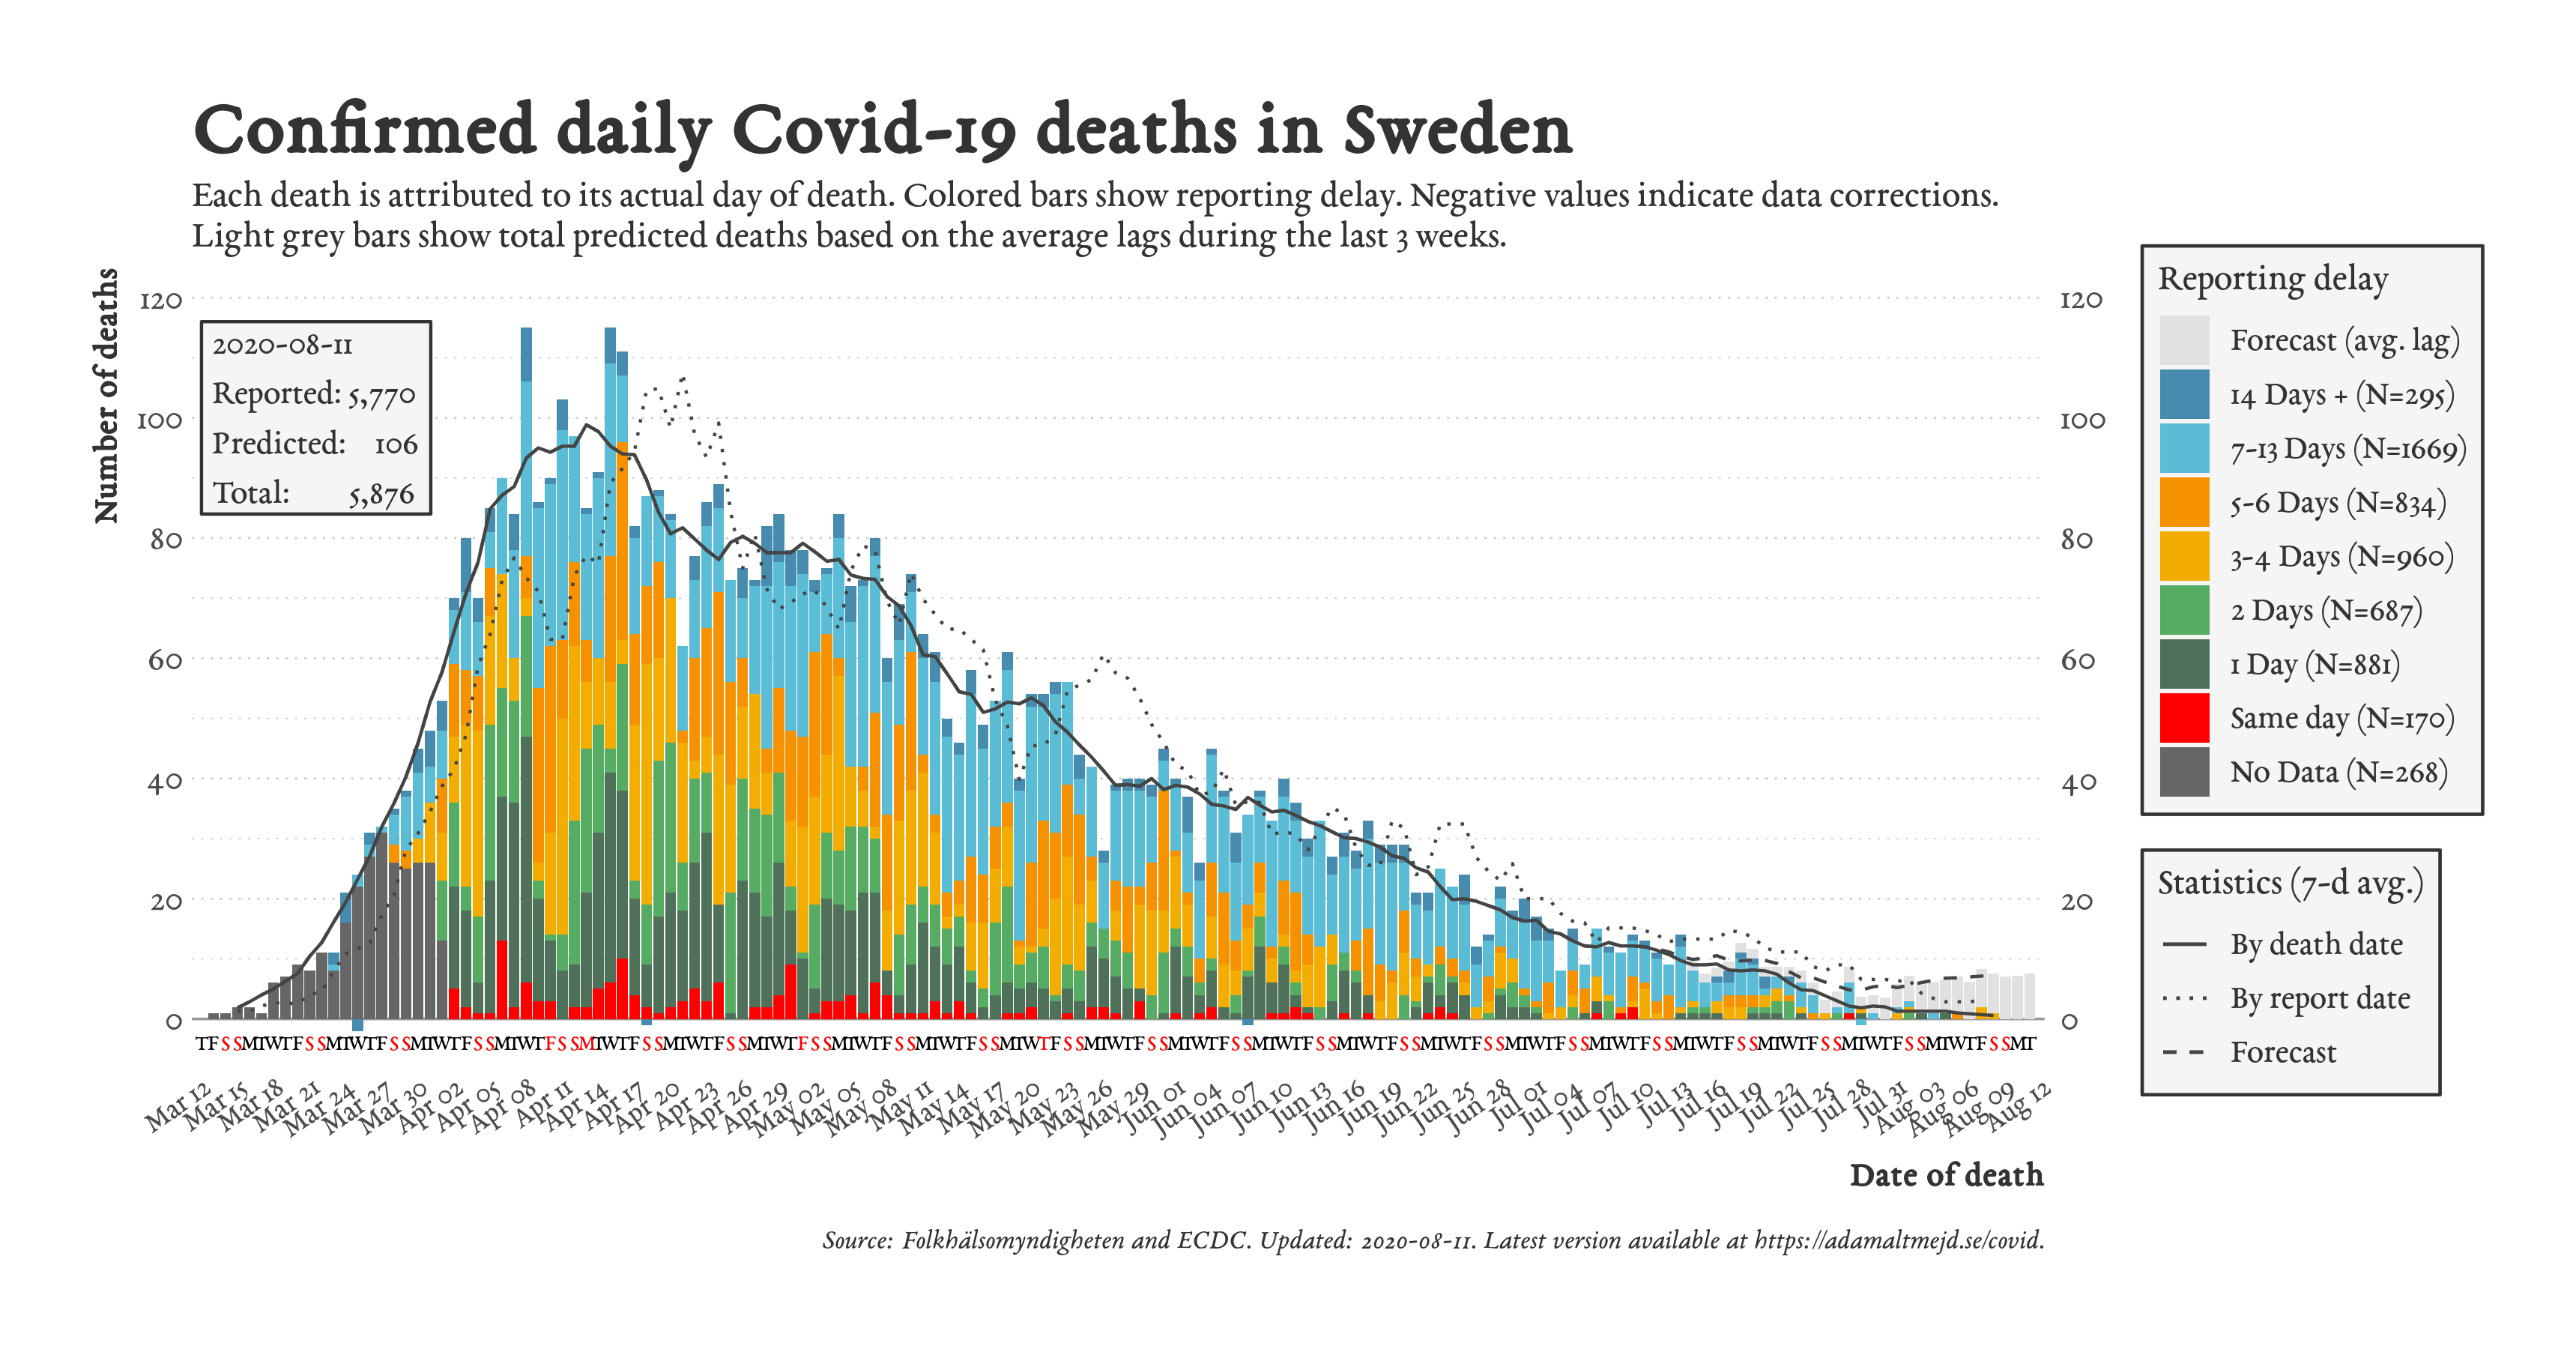 Confirmed daily Covid-19 deaths in Sweden
Each death is attributed to its actual day of death. Colored bars show reporting delay. Negative values indicate data corrections.
Light grey bars show total predicted deaths based on the average lags during the last 3 weeks.
Number of deaths
120
100
80
60
40
20
0
2020-08-11
Reported: 5,770
Predicted: 106
Total: 5,876
120
100
80
60
40
20
0
Reporting delay
Forecast (avg. lag)
14 Days + (N=295)
7-13 Days (N=1669)
5-6 Days (N=834)
3-4 Days (N=960)
2 Days (N=687)
1 Day (N=881)
Same day (N=170)
No Data (N=268)
Statistics (7-d avg.)
By death date
By report date
Forecast
Mar 12 Mar 15 Mar 18 Mar 21 Mar 24 Mar 27 Mar 30 Apr 02 Apr 05 Apr 08 Apr 11 Apr 14 Apr 17 Apr 20 Apr 23 Apr 26 Apr 29 May 02 May 05 May 08 May 11 May 14 May 17 May 20 May 23 May 26 May 29 Jun 01 Jun 04 Jun 07 Jun 10 Jun 13 Jun 16 Jun 19 Jun 22 Jun 25 Jun 28 Jul 01 Jul 04 Jul 07 Jul 10 Jul 13 Jul 16 Jul 19 Jul 22 Jul 25 Jul 28 Jul 31 Aug 03 Aug 06 Aug 09 Aug 12
Date of death
Source: Folkhälsomyndigheten and ECDC. Updated: 2020-08-11. Latest version available at https://adamaltmejd.se/covid.